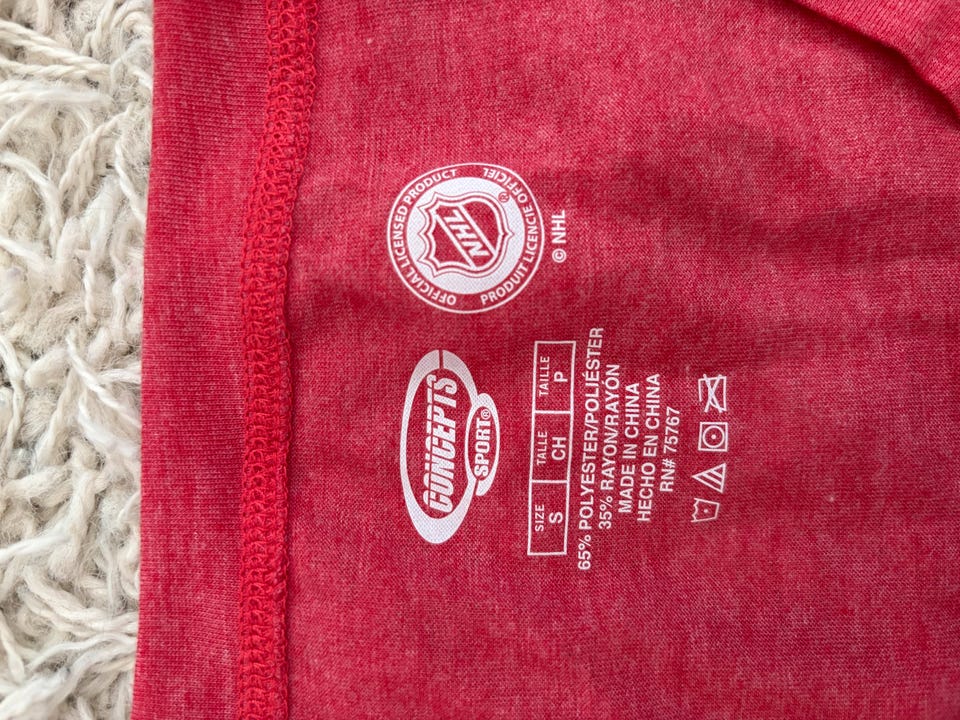 OFFICIAL LICENSED PRODUCT
NHL®
PRODUIT LICENCIÉ OFFICIEL
© NHL
CONCEPTS
SPORT®
SIZE TALLE TAILLE
S CH P
65% POLYESTER/POLIÉSTER
35% RAYON/RAYÓN
MADE IN CHINA
HECHO EN CHINA
RN# 75767